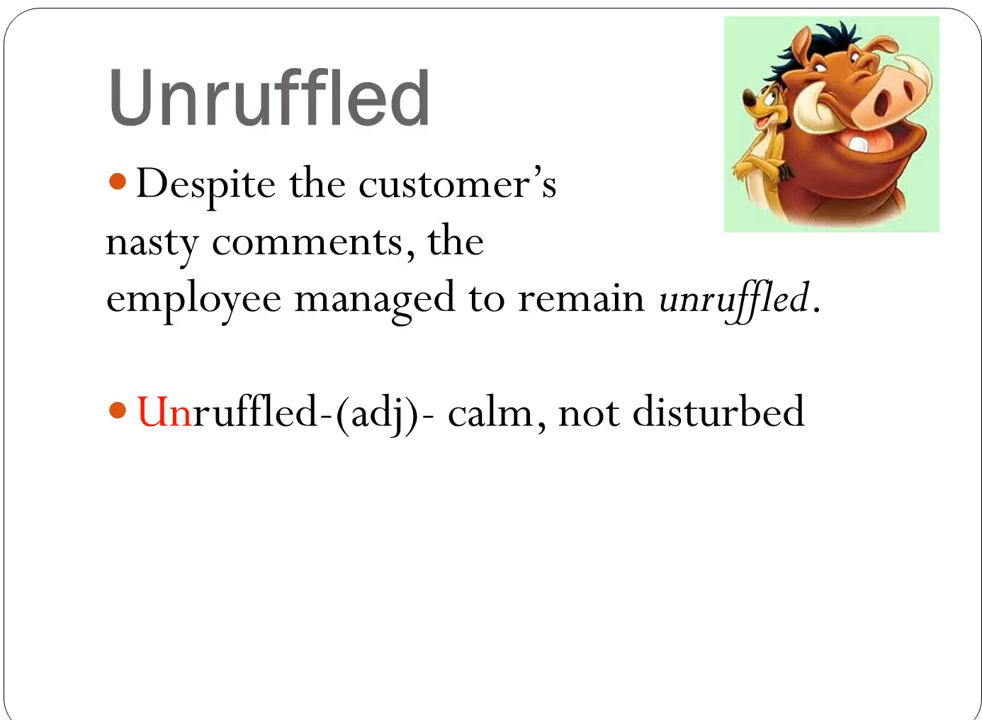 Unruffled
• Despite the customer’s
nasty comments, the
employee managed to remain unruffled.
• Unruffled-(adj)- calm, not disturbed